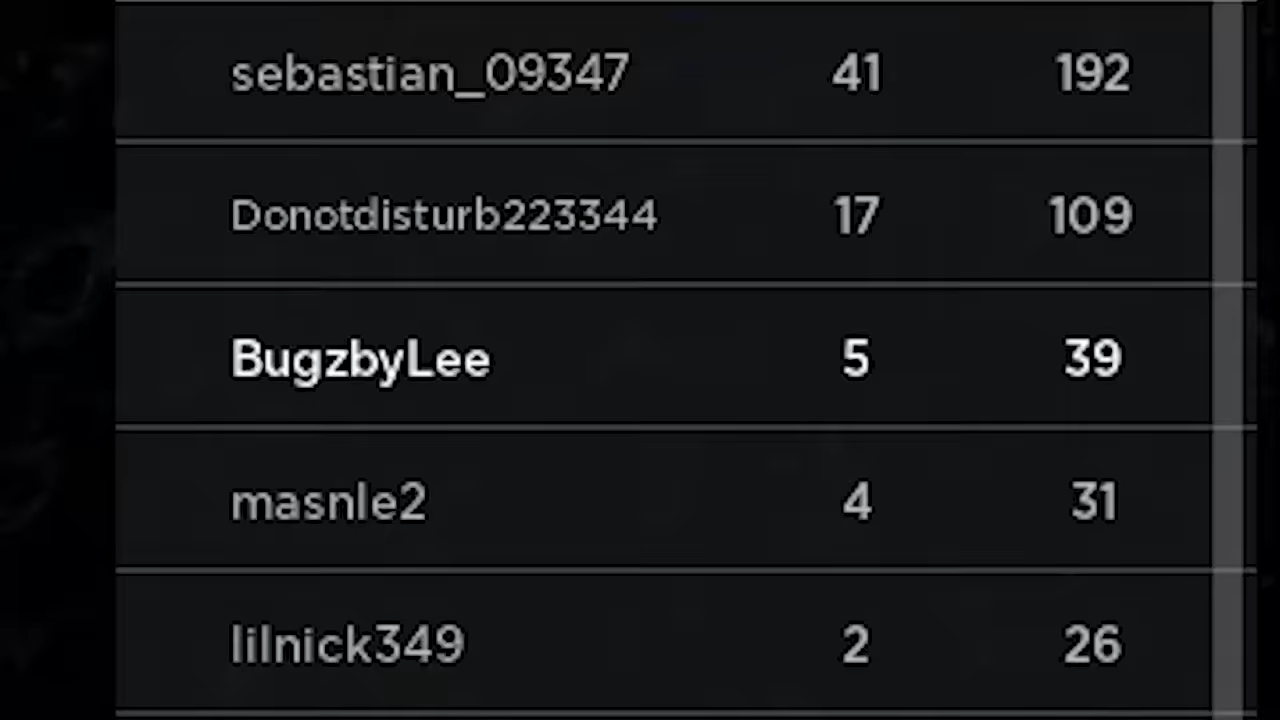 sebastian_09347 41 192
Donotdisturb223344 17 109
BugzbyLee 5 39
masnle2 4 31
lilnick349 2 26